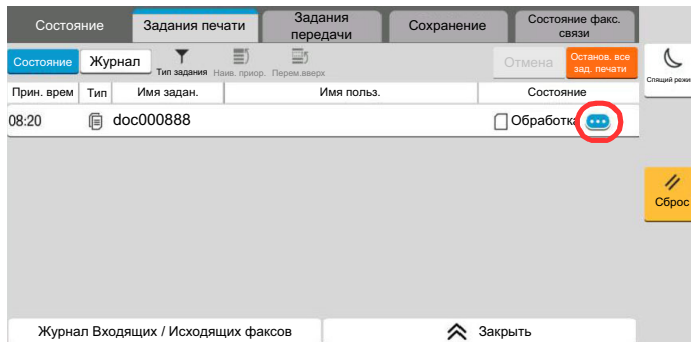 Состояние
Задания печати
Задания
передачи
Сохранение
Состояние факс.
связи
Состояние
Журнал
Тип задания
Наив. приор.
Перем.вверх
Отмена
Останов. все
зад. печати
Спящий режи
Прин. врем
Тип
Имя задан.
Имя польз.
Состояние
08:20
doc000888
Обработка
Сброс
Журнал Входящих / Исходящих факсов
Закрыть